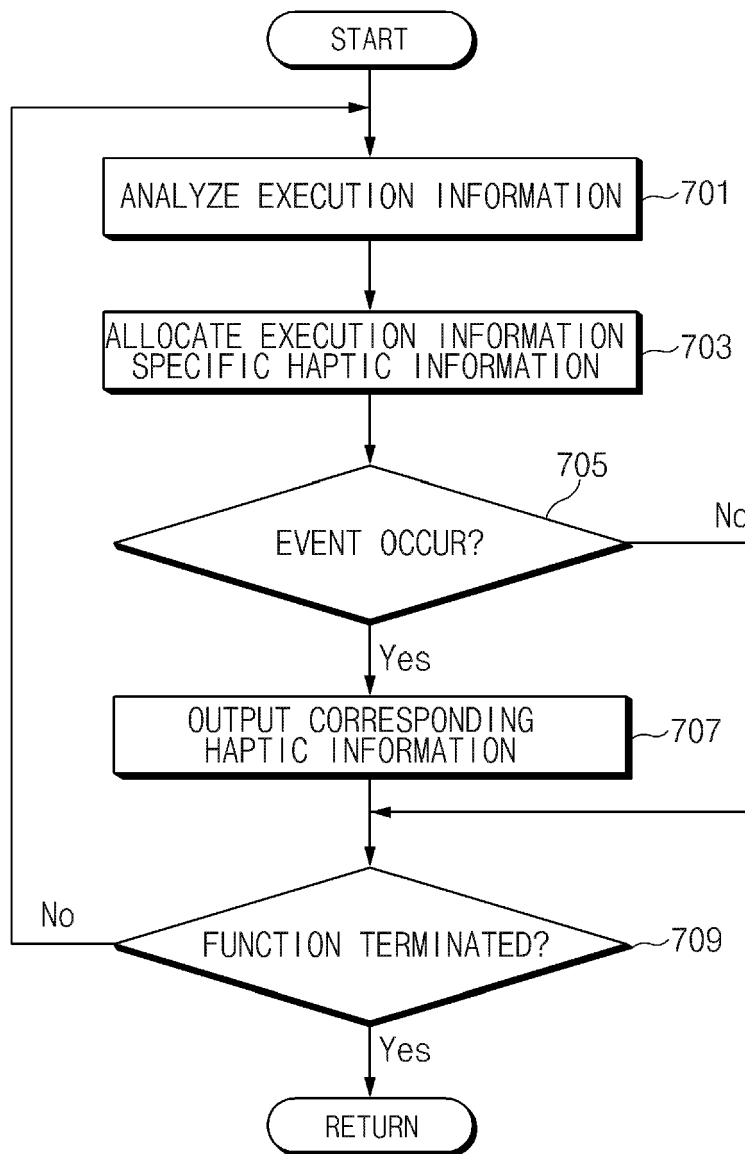 START
ANALYZE EXECUTION INFORMATION
701
ALLOCATE EXECUTION INFORMATION
SPECIFIC HAPTIC INFORMATION
703
705
EVENT OCCUR?
No
Yes
OUTPUT CORRESPONDING
HAPTIC INFORMATION
707
No
FUNCTION TERMINATED?
709
Yes
RETURN